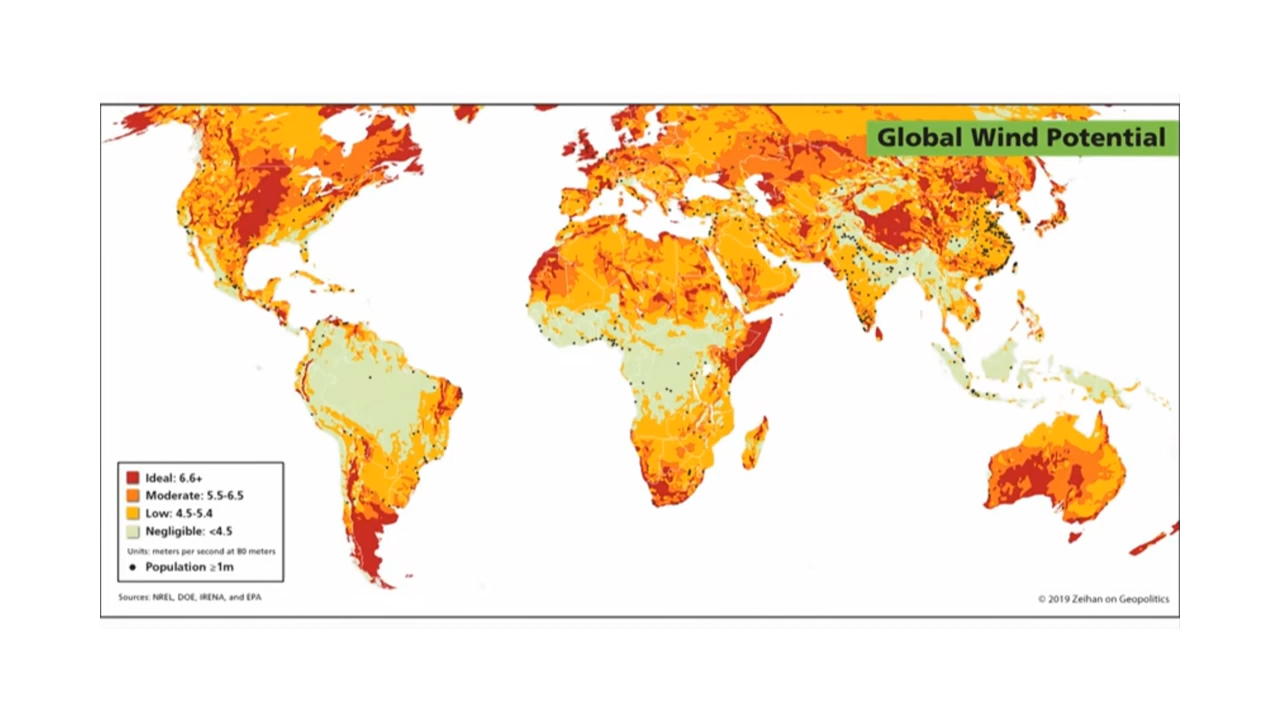 Global Wind Potential
Ideal: 6.6+
Moderate: 5.5-6.5
Low: 4.5-5.4
Negligible: <4.5
Units: meters per second at 80 meters
Population ≥1m
Sources: NREL, DOE, IRENA, and EPA
© 2019 Zeihan on Geopolitics